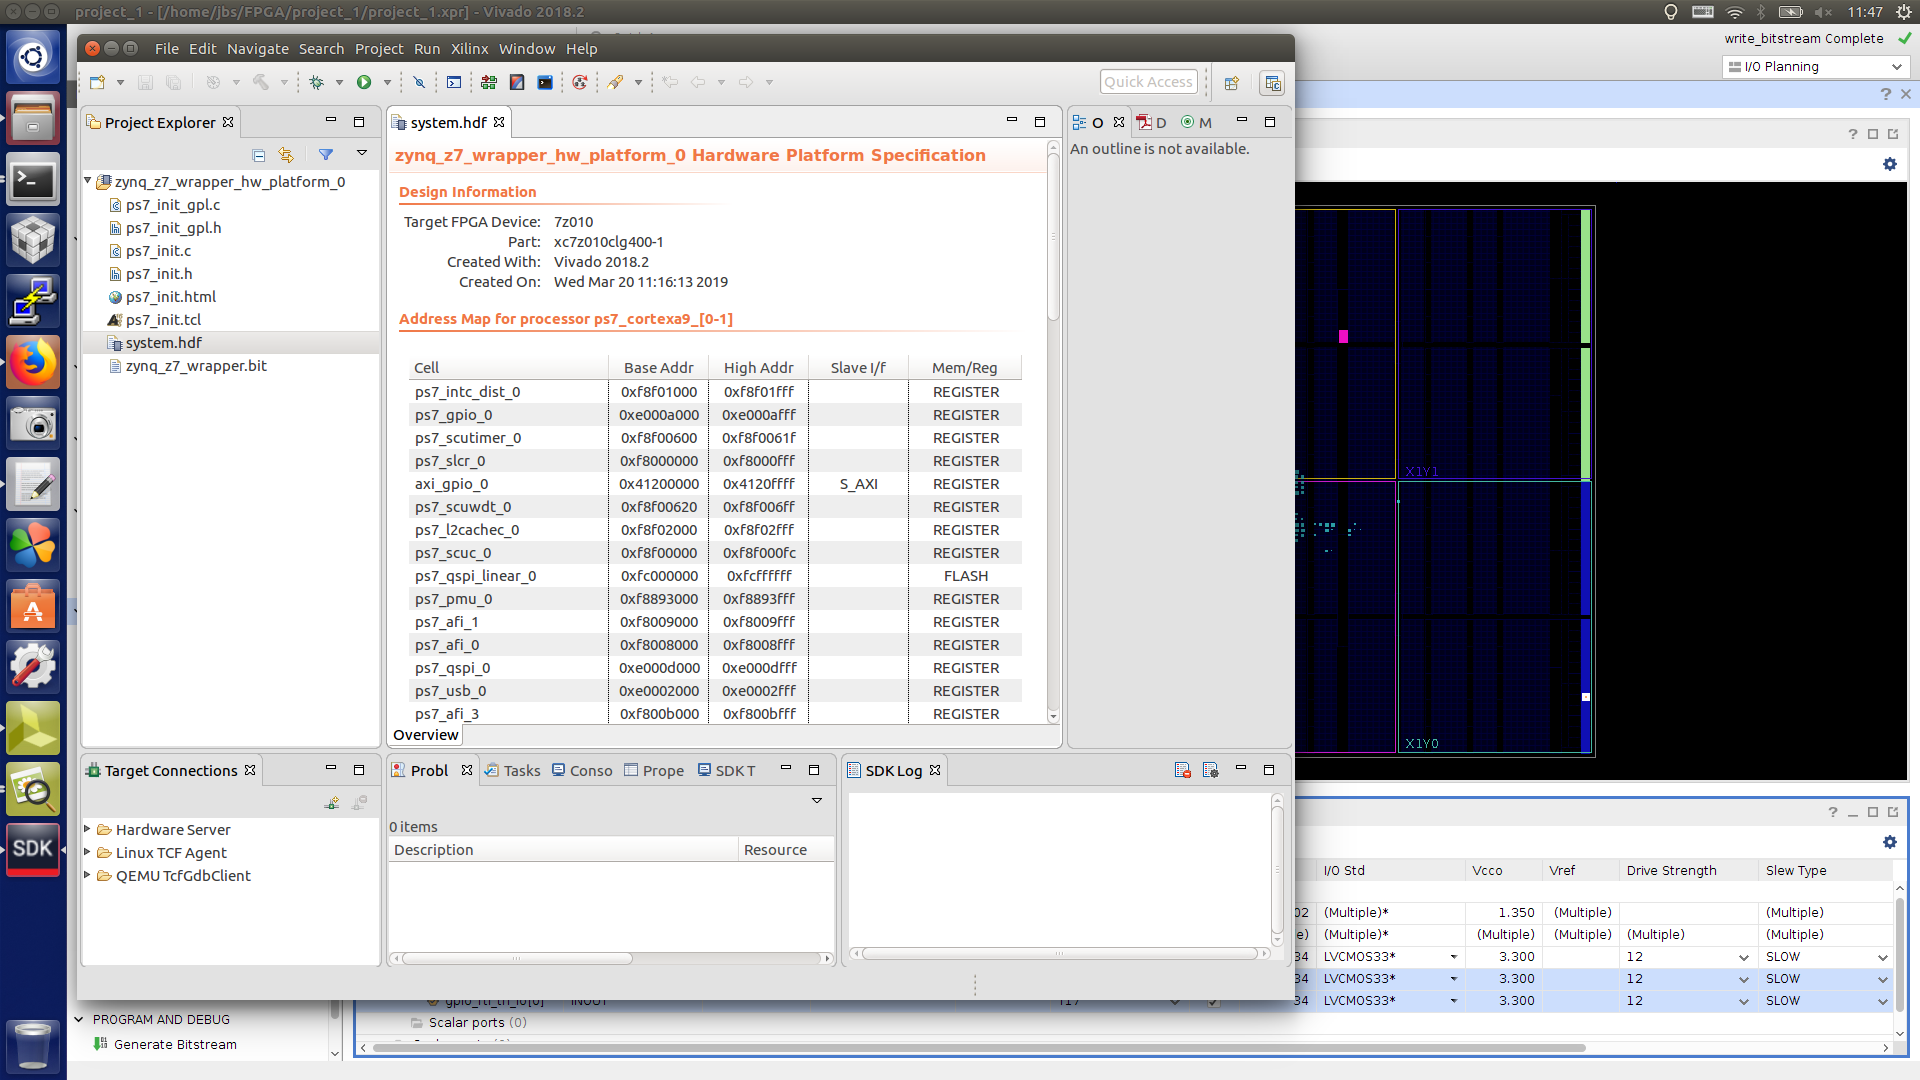 project_1 - [/home/jbs/FPGA/project_1/project_1.xpr] - Vivado 2018.2
11:47
write_bitstream Complete
I/O Planning
File Edit Navigate Search Project Run Xilinx Window Help
Quick Access
Project Explorer
zynq_z7_wrapper_hw_platform_0
ps7_init_gpl.c
ps7_init_gpl.h
ps7_init.c
ps7_init.h
ps7_init.html
ps7_init.tcl
system.hdf
zynq_z7_wrapper.bit
system.hdf
zynq_z7_wrapper_hw_platform_0 Hardware Platform Specification
Design Information
Target FPGA Device: 7z010
Part: xc7z010clg400-1
Created With: Vivado 2018.2
Created On: Wed Mar 20 11:16:13 2019
Address Map for processor ps7_cortexa9_[0-1]
Cell Base Addr High Addr Slave I/f Mem/Reg
ps7_intc_dist_0 0xf8f01000 0xf8f01fff REGISTER
ps7_gpio_0 0xe000a000 0xe000afff REGISTER
ps7_scutimer_0 0xf8f00600 0xf8f0061f REGISTER
ps7_slcr_0 0xf8000000 0xf8000fff REGISTER
axi_gpio_0 0x41200000 0x4120ffff S_AXI REGISTER
ps7_scuwdt_0 0xf8f00620 0xf8f006ff REGISTER
ps7_l2cachec_0 0xf8f02000 0xf8f02fff REGISTER
ps7_scuc_0 0xf8f00000 0xf8f000fc REGISTER
ps7_qspi_linear_0 0xfc000000 0xfcffffff FLASH
ps7_pmu_0 0xf8893000 0xf8893fff REGISTER
ps7_afi_1 0xf8009000 0xf8009fff REGISTER
ps7_afi_0 0xf8008000 0xf8008fff REGISTER
ps7_qspi_0 0xe000d000 0xe000dfff REGISTER
ps7_usb_0 0xe0002000 0xe0002fff REGISTER
ps7_afi_3 0xf800b000 0xf800bfff REGISTER
Overview
O D M
An outline is not available.
X1Y1
X1Y0
Target Connections
Hardware Server
Linux TCF Agent
QEMU TcfGdbClient
Probl Tasks Conso Prope SDK T
0 items
Description Resource
SDK Log
SDK
I/O Std Vcco Vref Drive Strength Slew Type
02 (Multiple)* 1.350 (Multiple) (Multiple)
e) (Multiple)* (Multiple) (Multiple) (Multiple) (Multiple)
34 LVCMOS33* 3.300 12 SLOW
34 LVCMOS33* 3.300 12 SLOW
34 LVCMOS33* 3.300 12 SLOW
Scalar ports (0)
PROGRAM AND DEBUG
Generate Bitstream